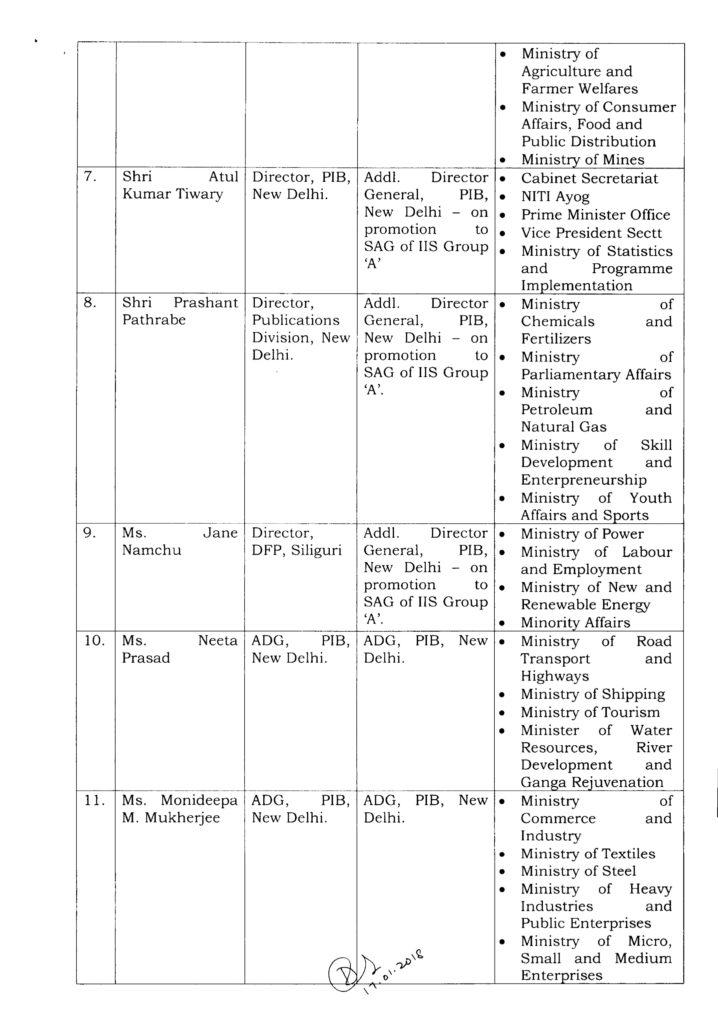 • Ministry of
Agriculture and
Farmer Welfares
• Ministry of Consumer
Affairs, Food and
Public Distribution
• Ministry of Mines
7.
Shri Atul
Kumar Tiwary
Director, PIB,
New Delhi.
Addl. Director
General, PIB,
New Delhi – on
promotion to
SAG of IIS Group
‘A’
• Cabinet Secretariat
• NITI Ayog
• Prime Minister Office
• Vice President Sectt
• Ministry of Statistics
and Programme
Implementation
8.
Shri Prashant
Pathrabe
Director,
Publications
Division, New
Delhi.
Addl. Director
General, PIB,
New Delhi – on
promotion to
SAG of IIS Group
‘A’.
• Ministry of
Chemicals and
Fertilizers
• Ministry of
Parliamentary Affairs
• Ministry of
Petroleum and
Natural Gas
• Ministry of Skill
Development and
Enterpreneurship
• Ministry of Youth
Affairs and Sports
9.
Ms. Jane
Namchu
Director,
DFP, Siliguri
Addl. Director
General, PIB,
New Delhi – on
promotion to
SAG of IIS Group
‘A’.
• Ministry of Power
• Ministry of Labour
and Employment
• Ministry of New and
Renewable Energy
• Minority Affairs
10.
Ms. Neeta
Prasad
ADG, PIB,
New Delhi.
ADG, PIB, New
Delhi.
• Ministry of Road
Transport and
Highways
• Ministry of Shipping
• Ministry of Tourism
• Minister of Water
Resources, River
Development and
Ganga Rejuvenation
11.
Ms. Monideepa
M. Mukherjee
ADG, PIB,
New Delhi.
ADG, PIB, New
Delhi.
• Ministry of
Commerce and
Industry
• Ministry of Textiles
• Ministry of Steel
• Ministry of Heavy
Industries and
Public Enterprises
• Ministry of Micro,
Small and Medium
Enterprises
17.01.2018